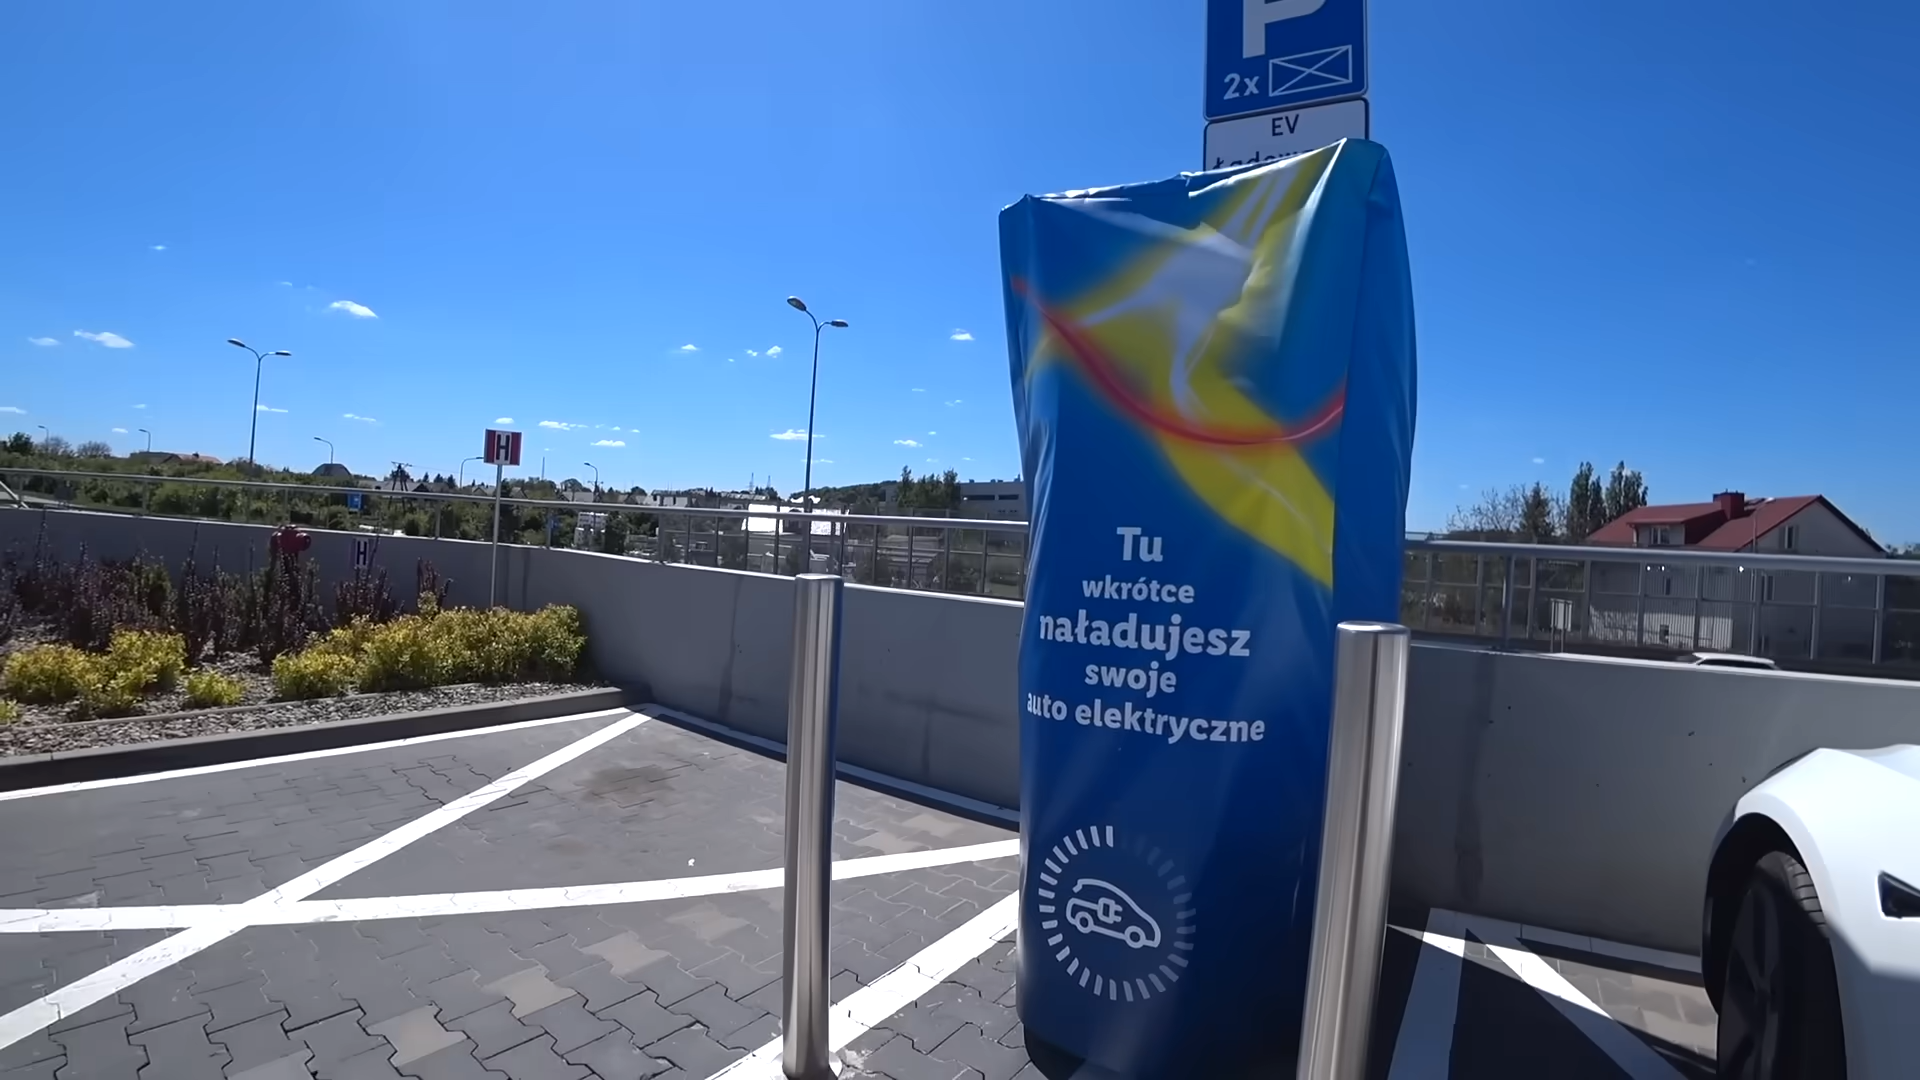 P
2x
EV
H
H
Tu
wkrótce
naładujesz
swoje
auto elektryczne